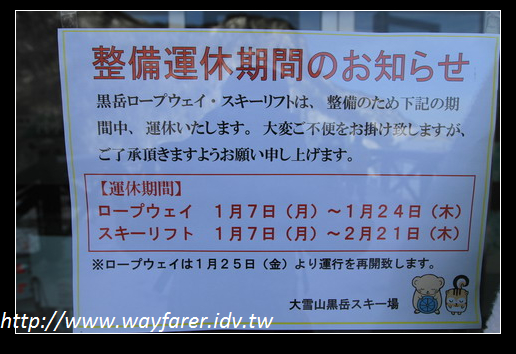 整備運休期間のお知らせ
黒岳ロープウェイ・スキーリフトは、整備のため下記の期
間中、運休いたします。大変ご不便をお掛け致しますが、
ご了承頂きますようお願い申し上げます。
【運休期間】
ロープウェイ　１月７日（月）～１月２４日（木）
スキーリフト　１月７日（月）～２月２１日（木）
※ロープウェイは１月２５日（金）より運行を再開致します。
大雪山黒岳スキー場
http://www.wayfarer.idv.tw